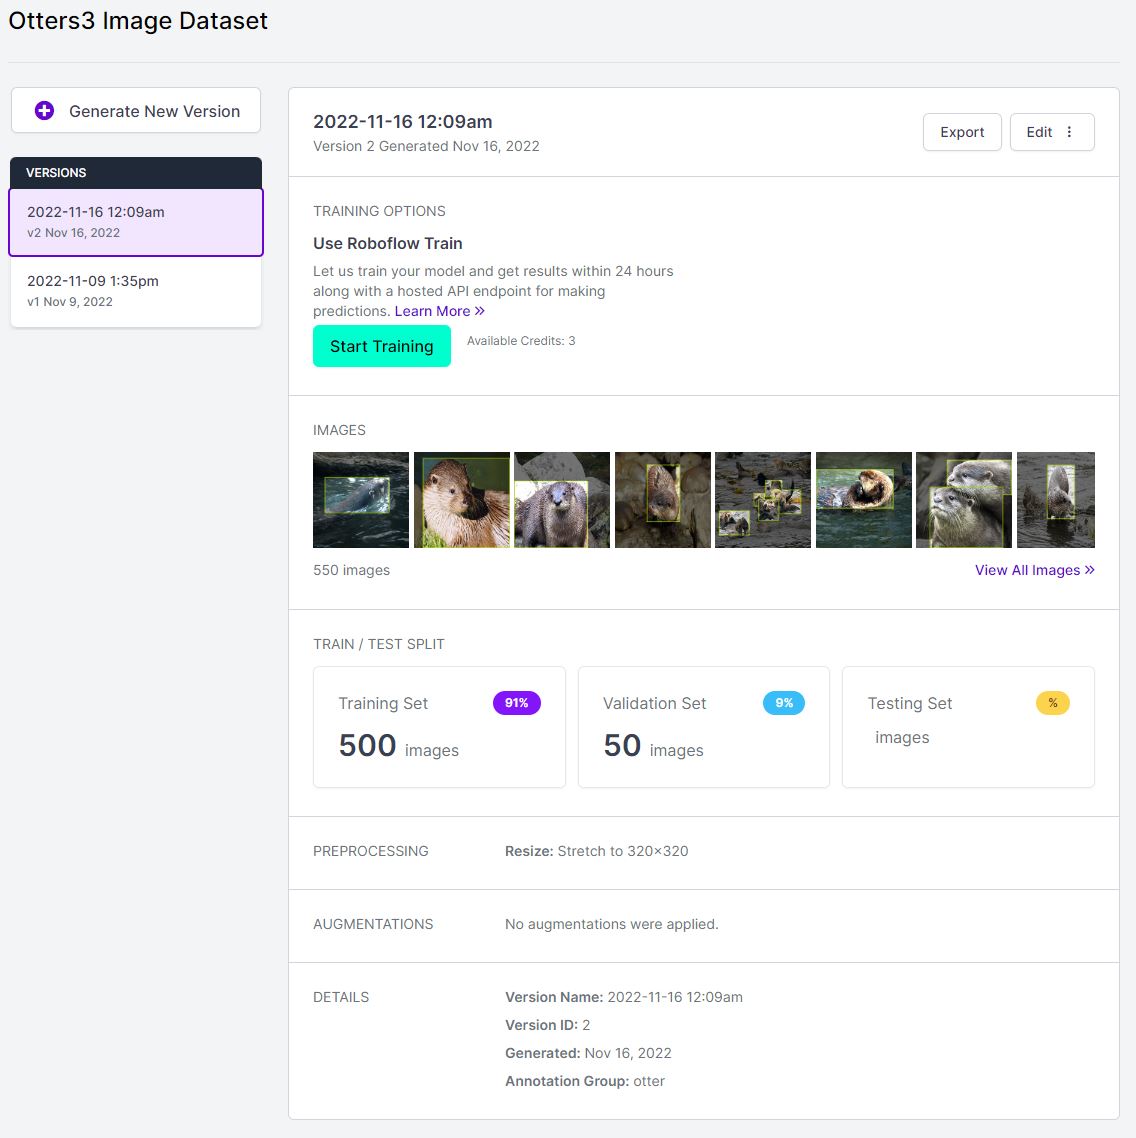 Otters3 Image Dataset
Generate New Version
VERSIONS
2022-11-16 12:09am
v2 Nov 16, 2022
2022-11-09 1:35pm
v1 Nov 9, 2022
2022-11-16 12:09am
Version 2 Generated Nov 16, 2022
Export
Edit
TRAINING OPTIONS
Use Roboflow Train
Let us train your model and get results within 24 hours
along with a hosted API endpoint for making
predictions. Learn More »
Start Training
Available Credits: 3
IMAGES
550 images
View All Images »
TRAIN / TEST SPLIT
Training Set
91%
500 images
Validation Set
9%
50 images
Testing Set
%
images
PREPROCESSING
Resize: Stretch to 320×320
AUGMENTATIONS
No augmentations were applied.
DETAILS
Version Name: 2022-11-16 12:09am
Version ID: 2
Generated: Nov 16, 2022
Annotation Group: otter